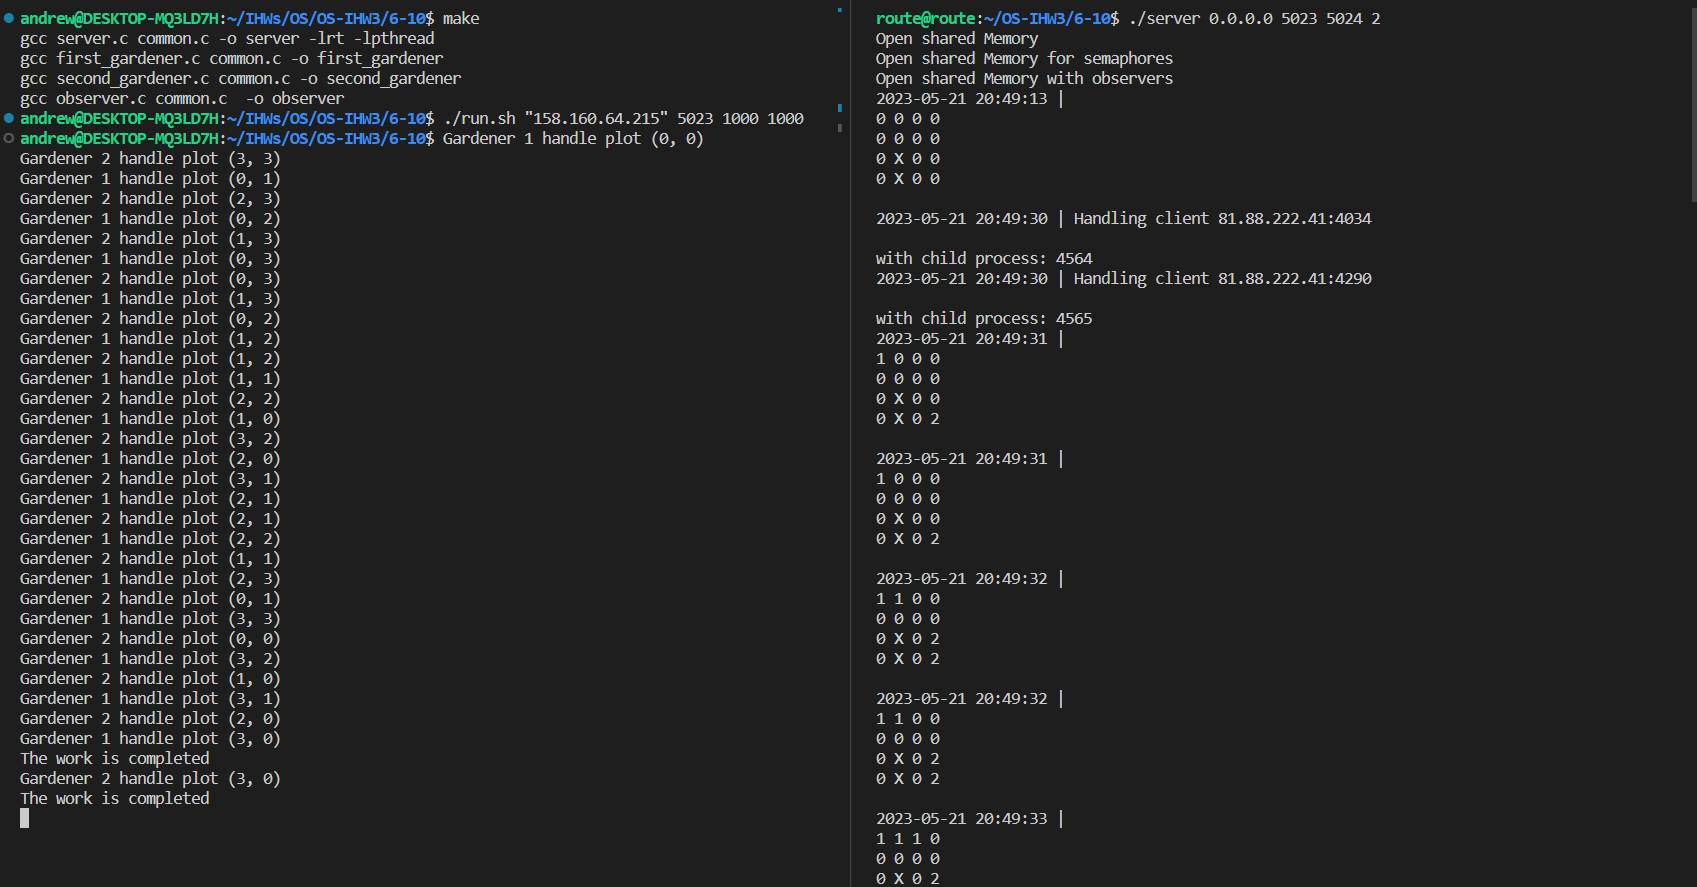 andrew@DESKTOP-MQ3LD7H:~/IHWs/OS/OS-IHW3/6-10$ make
gcc server.c common.c -o server -lrt -lpthread
gcc first_gardener.c common.c -o first_gardener
gcc second_gardener.c common.c -o second_gardener
gcc observer.c common.c  -o observer
andrew@DESKTOP-MQ3LD7H:~/IHWs/OS/OS-IHW3/6-10$ ./run.sh "158.160.64.215" 5023 1000 1000
andrew@DESKTOP-MQ3LD7H:~/IHWs/OS/OS-IHW3/6-10$ Gardener 1 handle plot (0, 0)
Gardener 2 handle plot (3, 3)
Gardener 1 handle plot (0, 1)
Gardener 2 handle plot (2, 3)
Gardener 1 handle plot (0, 2)
Gardener 2 handle plot (1, 3)
Gardener 1 handle plot (0, 3)
Gardener 2 handle plot (0, 3)
Gardener 1 handle plot (1, 3)
Gardener 2 handle plot (0, 2)
Gardener 1 handle plot (1, 2)
Gardener 2 handle plot (1, 2)
Gardener 1 handle plot (1, 1)
Gardener 2 handle plot (2, 2)
Gardener 1 handle plot (1, 0)
Gardener 2 handle plot (3, 2)
Gardener 1 handle plot (2, 0)
Gardener 2 handle plot (3, 1)
Gardener 1 handle plot (2, 1)
Gardener 2 handle plot (2, 1)
Gardener 1 handle plot (2, 2)
Gardener 2 handle plot (1, 1)
Gardener 1 handle plot (2, 3)
Gardener 2 handle plot (0, 1)
Gardener 1 handle plot (3, 3)
Gardener 2 handle plot (0, 0)
Gardener 1 handle plot (3, 2)
Gardener 2 handle plot (1, 0)
Gardener 1 handle plot (3, 1)
Gardener 2 handle plot (2, 0)
Gardener 1 handle plot (3, 0)
The work is completed
Gardener 2 handle plot (3, 0)
The work is completed
route@route:~/OS-IHW3/6-10$ ./server 0.0.0.0 5023 5024 2
Open shared Memory
Open shared Memory for semaphores
Open shared Memory with observers
2023-05-21 20:49:13 |
0 0 0 0
0 0 0 0
0 X 0 0
0 X 0 0
2023-05-21 20:49:30 | Handling client 81.88.222.41:4034
with child process: 4564
2023-05-21 20:49:30 | Handling client 81.88.222.41:4290
with child process: 4565
2023-05-21 20:49:31 |
1 0 0 0
0 0 0 0
0 X 0 0
0 X 0 2
2023-05-21 20:49:31 |
1 0 0 0
0 0 0 0
0 X 0 0
0 X 0 2
2023-05-21 20:49:32 |
1 1 0 0
0 0 0 0
0 X 0 2
0 X 0 2
2023-05-21 20:49:32 |
1 1 0 0
0 0 0 0
0 X 0 2
0 X 0 2
2023-05-21 20:49:33 |
1 1 1 0
0 0 0 0
0 X 0 2